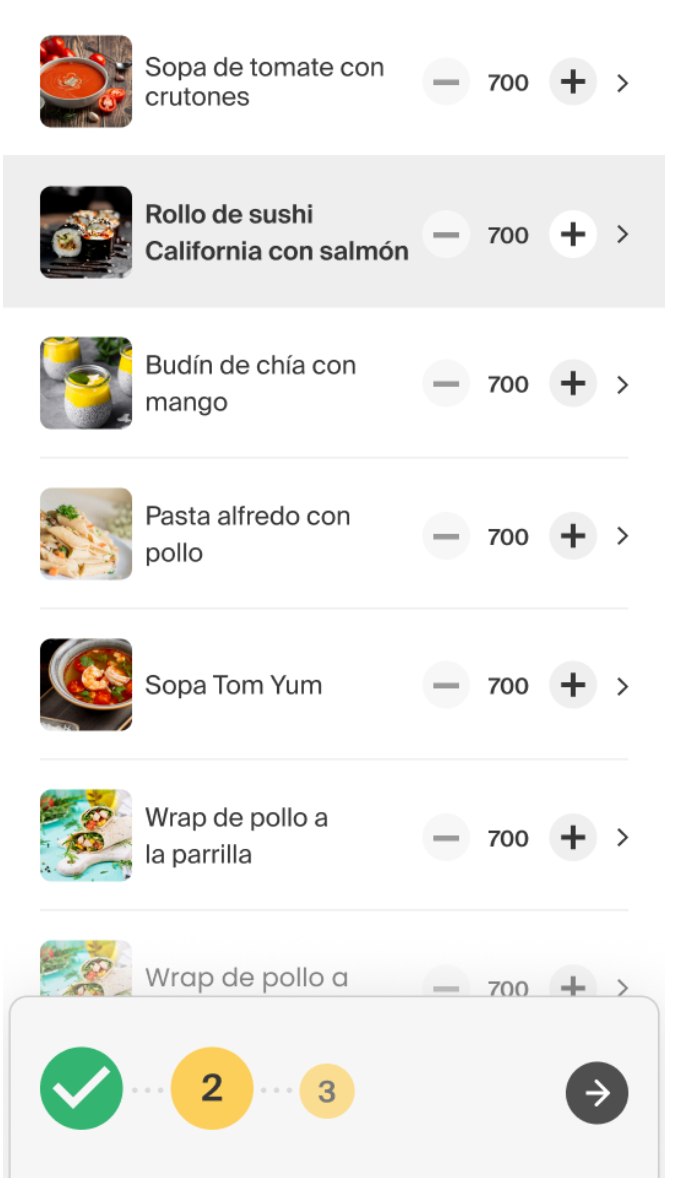 Sopa de tomate con
crutones
700
Rollo de sushi
California con salmón
700
Budín de chía con
mango
700
Pasta alfredo con
pollo
700
Sopa Tom Yum
700
Wrap de pollo a
la parrilla
700
Wrap de pollo a
700
2
3